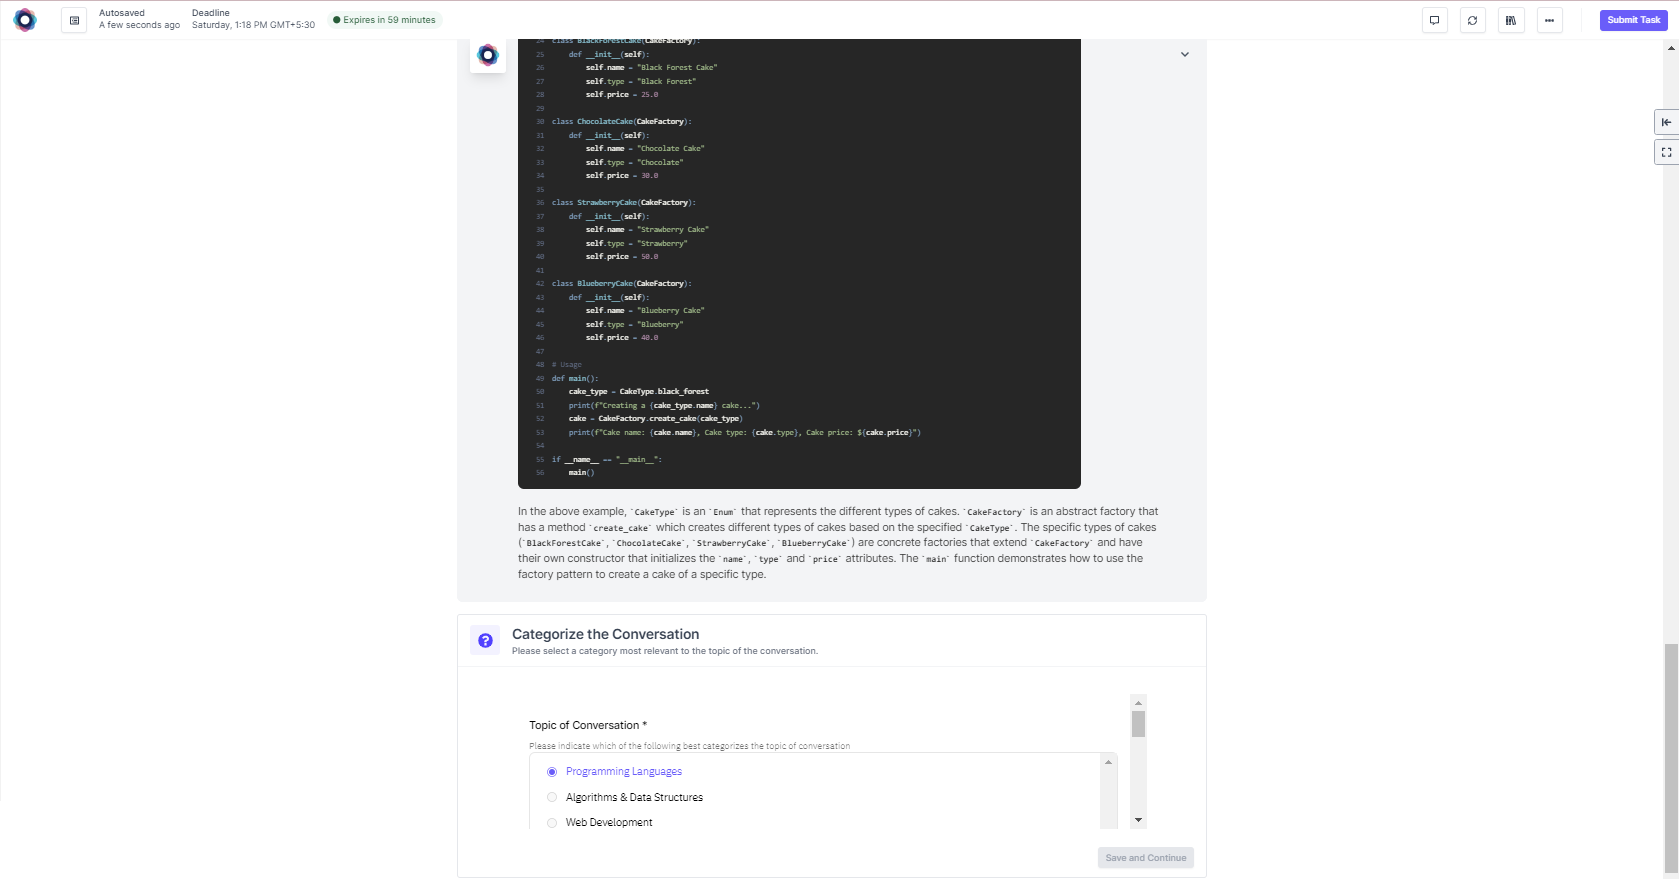 Autosaved
A few seconds ago
Deadline
Saturday, 1:18 PM GMT+5:30
Expires in 59 minutes
Submit Task
24 class BlackForestCake(CakeFactory):
25     def __init__(self):
26         self.name = "Black Forest Cake"
27         self.type = "Black Forest"
28         self.price = 25.0
29
30 class ChocolateCake(CakeFactory):
31     def __init__(self):
32         self.name = "Chocolate Cake"
33         self.type = "Chocolate"
34         self.price = 30.0
35
36 class StrawberryCake(CakeFactory):
37     def __init__(self):
38         self.name = "Strawberry Cake"
39         self.type = "Strawberry"
40         self.price = 50.0
41
42 class BlueberryCake(CakeFactory):
43     def __init__(self):
44         self.name = "Blueberry Cake"
45         self.type = "Blueberry"
46         self.price = 40.0
47
48 # Usage
49 def main():
50     cake_type = CakeType.black_forest
51     print(f"Creating a {cake_type.name} cake...")
52     cake = CakeFactory.create_cake(cake_type)
53     print(f"Cake name: {cake.name}, Cake type: {cake.type}, Cake price: ${cake.price}")
54
55 if __name__ == "__main__":
56     main()
In the above example, `CakeType` is an `Enum` that represents the different types of cakes. `CakeFactory` is an abstract factory that
has a method `create_cake` which creates different types of cakes based on the specified `CakeType`. The specific types of cakes
(`BlackForestCake`, `ChocolateCake`, `StrawberryCake`, `BlueberryCake`) are concrete factories that extend `CakeFactory` and have
their own constructor that initializes the `name`, `type` and `price` attributes. The `main` function demonstrates how to use the
factory pattern to create a cake of a specific type.
Categorize the Conversation
Please select a category most relevant to the topic of the conversation.
Topic of Conversation *
Please indicate which of the following best categorizes the topic of conversation
Programming Languages
Algorithms & Data Structures
Web Development
Save and Continue